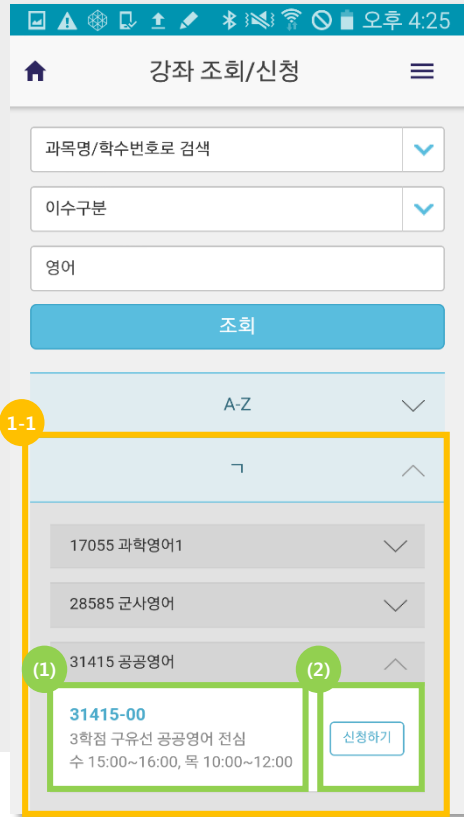 오후 4:25
강좌 조회/신청
과목명/학수번호로 검색
이수구분
영어
조회
A-Z
1-1
ㄱ
17055 과학영어1
28585 군사영어
31415 공공영어
(1)
(2)
31415-00
3학점 구유선 공공영어 전심
수 15:00~16:00, 목 10:00~12:00
신청하기